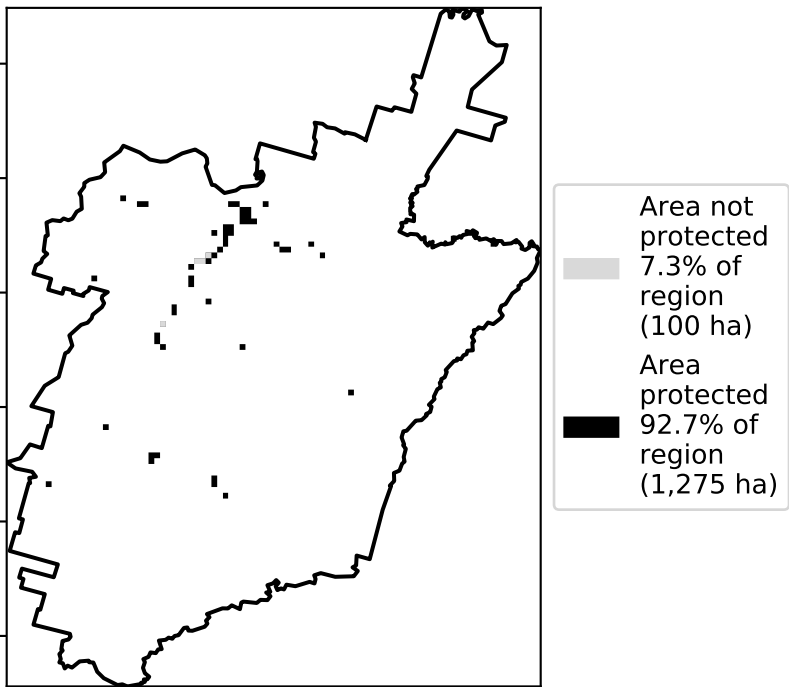 Area not
protected
7.3% of
region
(100 ha)
Area
protected
92.7% of
region
(1,275 ha)